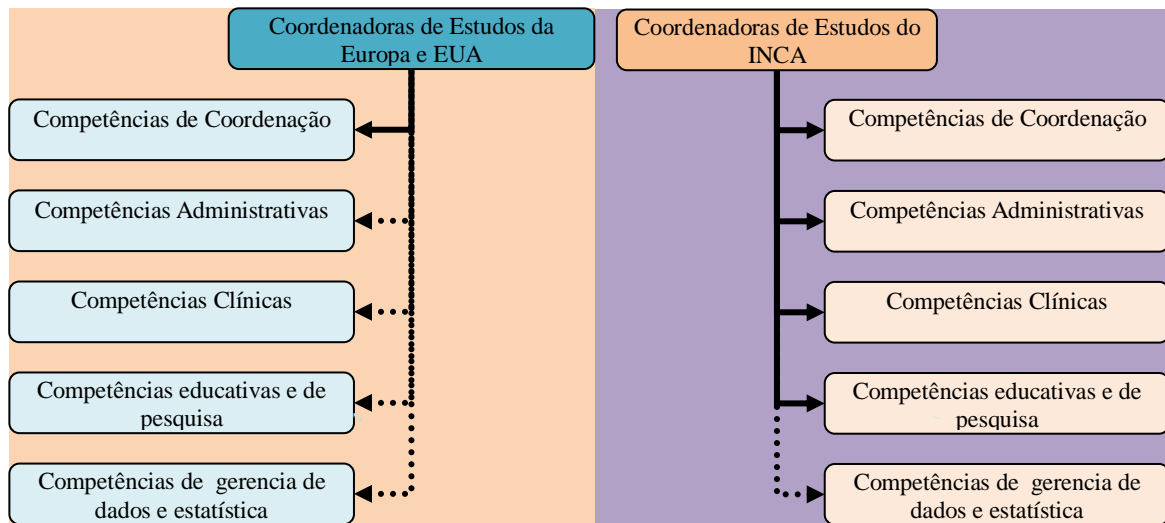 Coordenadoras de Estudos da
Europa e EUA
Competências de Coordenação
Competências Administrativas
Competências Clínicas
Competências educativas e de
pesquisa
Competências de gerencia de
dados e estatística
Coordenadoras de Estudos do
INCA
Competências de Coordenação
Competências Administrativas
Competências Clínicas
Competências educativas e de
pesquisa
Competências de gerencia de
dados e estatística